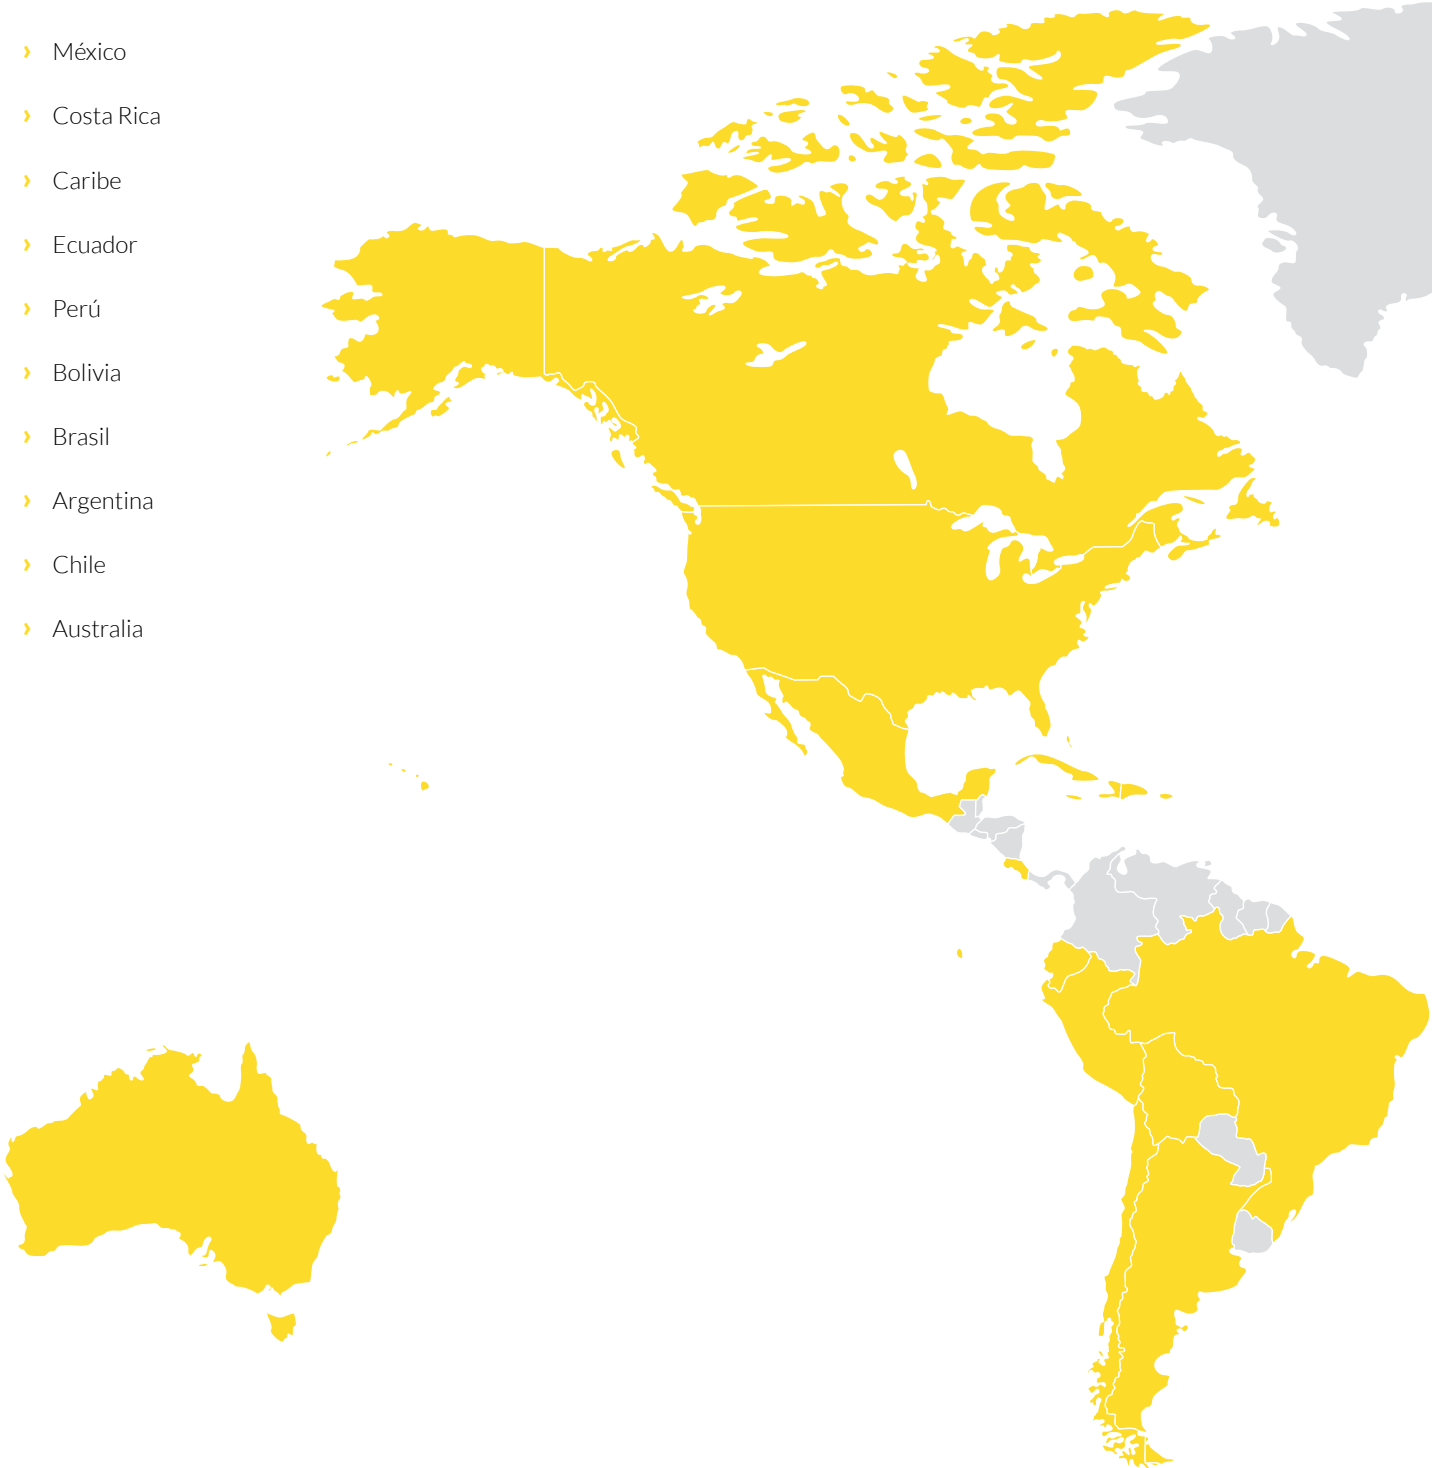 › México
› Costa Rica
› Caribe
› Ecuador
› Perú
› Bolivia
› Brasil
› Argentina
› Chile
› Australia